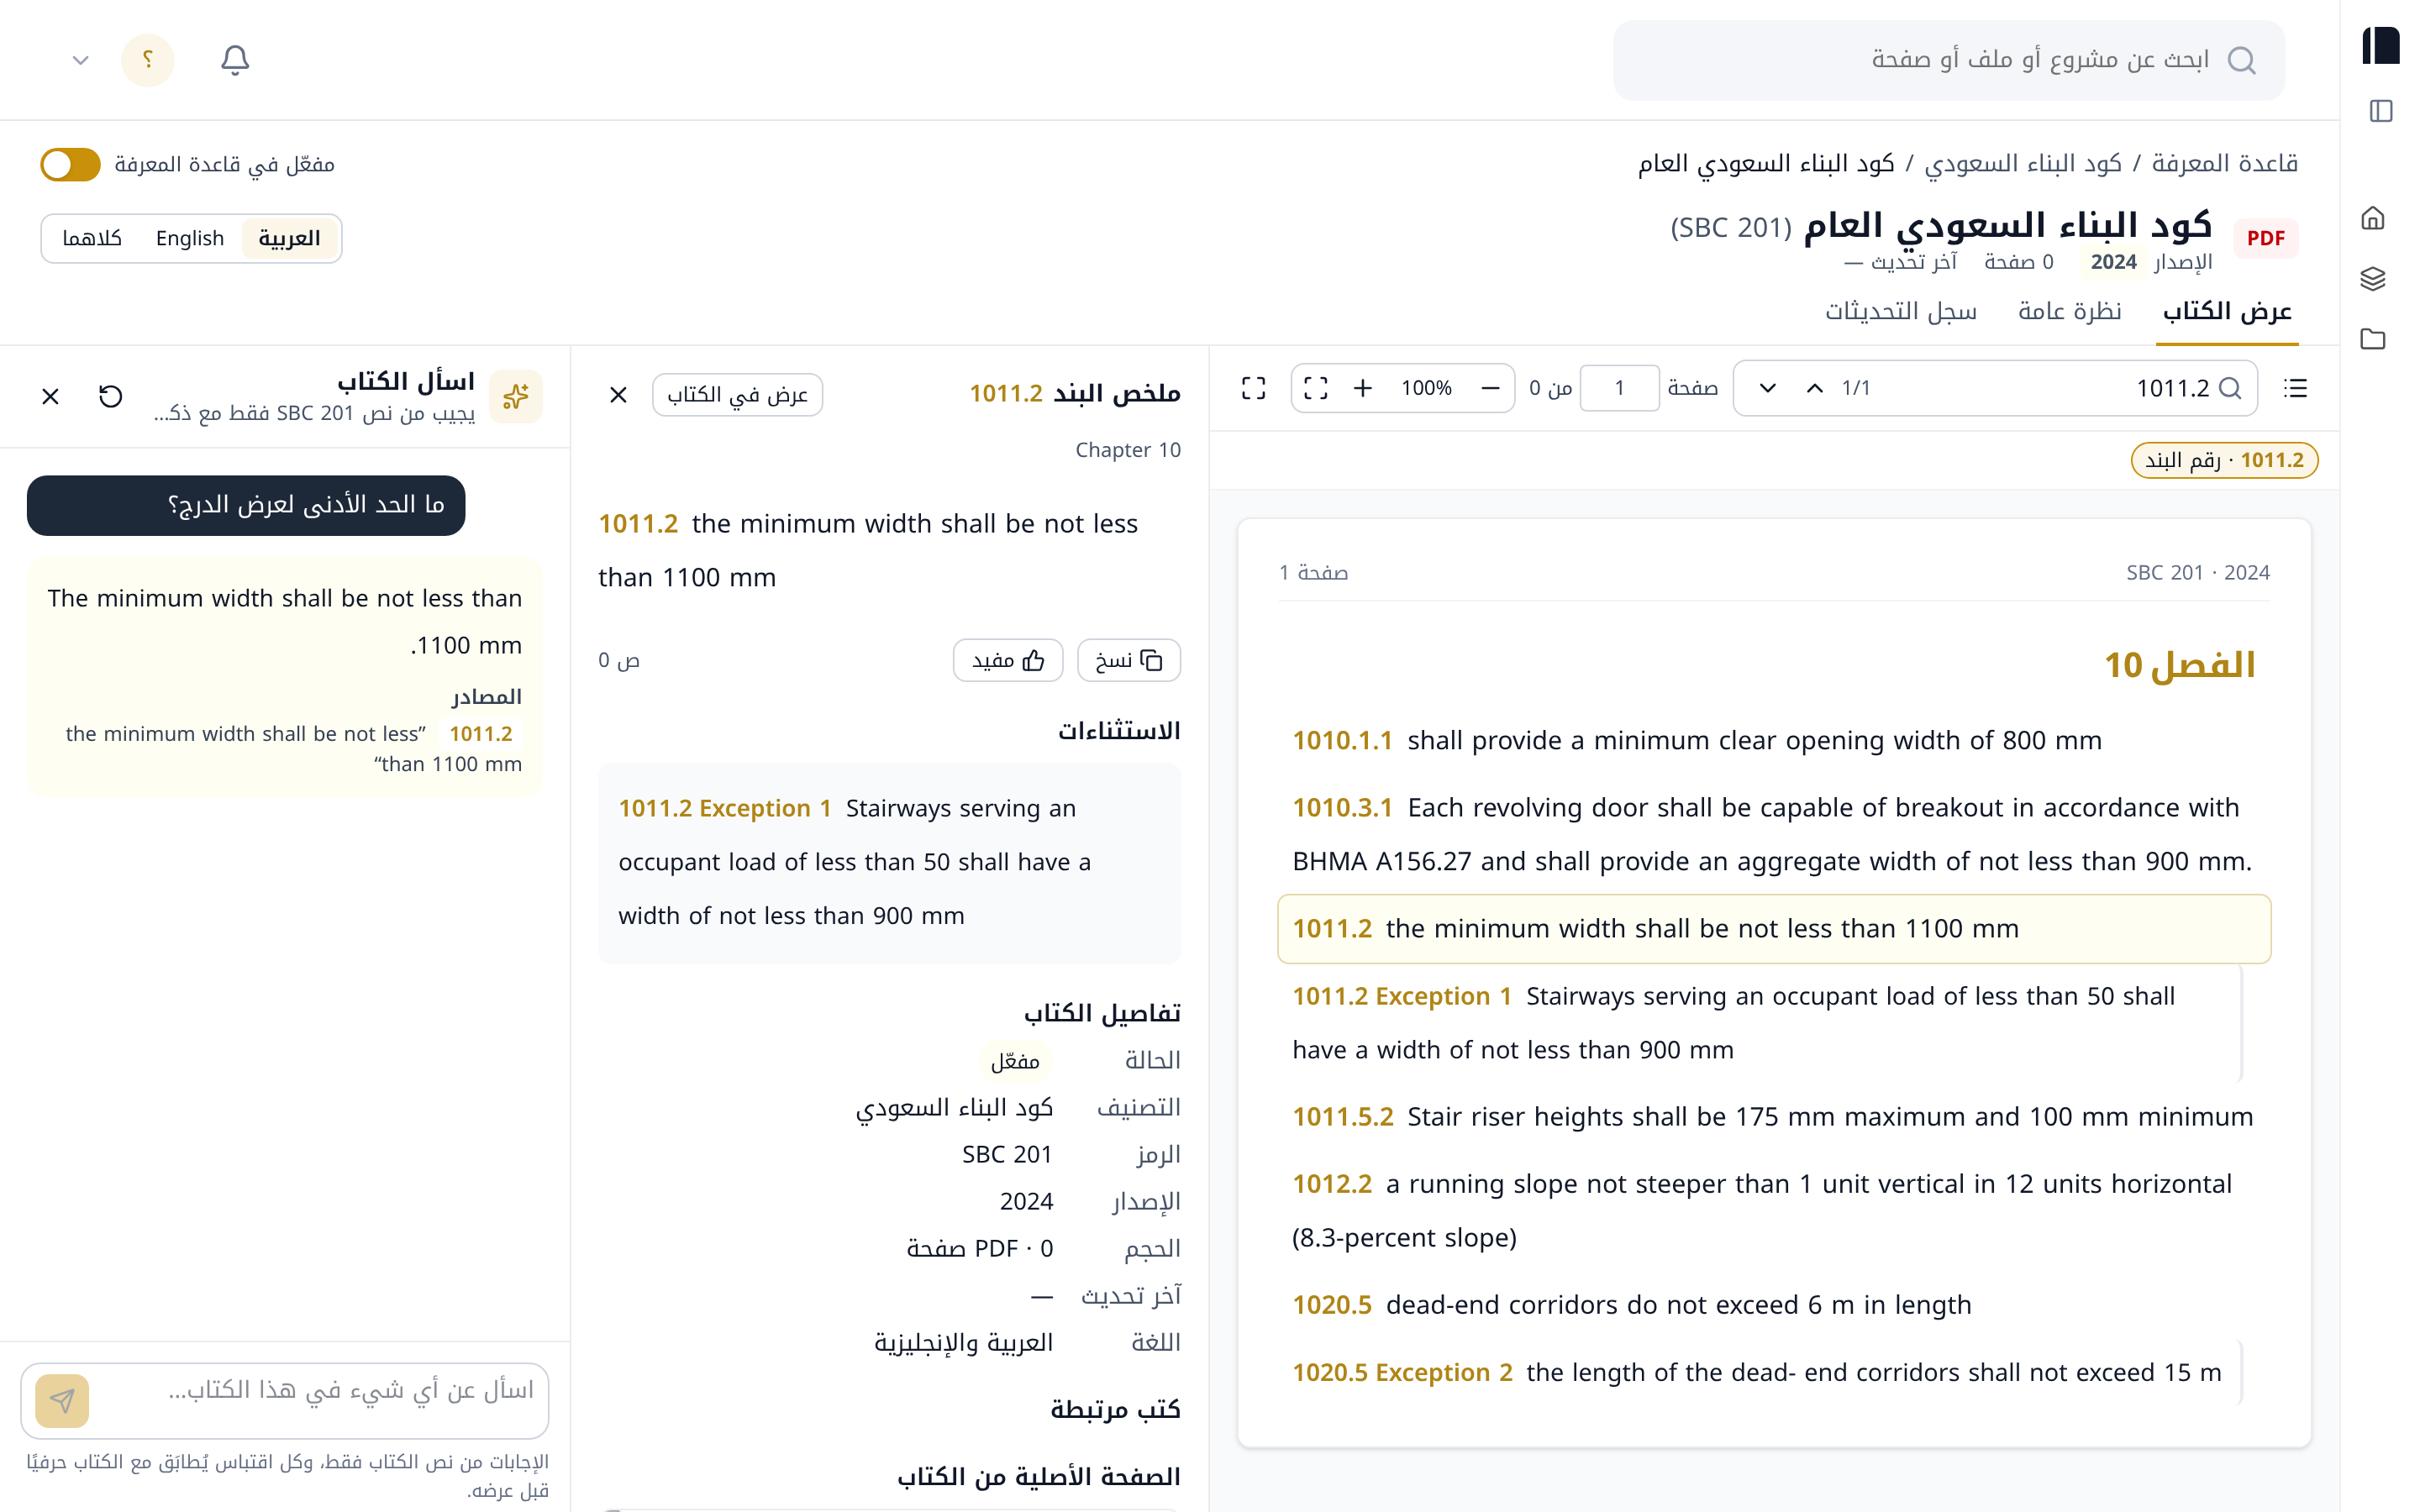 ابحث عن مشروع أو ملف أو صفحة
؟
قاعدة المعرفة / كود البناء السعودي / كود البناء السعودي العام
مفعّل في قاعدة المعرفة
PDF
كود البناء السعودي العام (SBC 201)
الإصدار 2024 0 صفحة آخر تحديث —
العربية English كلاهما
عرض الكتاب نظرة عامة سجل التحديثات
1011.2 1/1 صفحة 1 من 0 100%
1011.2 · رقم البند
SBC 201 · 2024 صفحة 1
الفصل 10
1010.1.1 shall provide a minimum clear opening width of 800 mm
1010.3.1 Each revolving door shall be capable of breakout in accordance with
BHMA A156.27 and shall provide an aggregate width of not less than 900 mm.
1011.2 the minimum width shall be not less than 1100 mm
1011.2 Exception 1 Stairways serving an occupant load of less than 50 shall
have a width of not less than 900 mm
1011.5.2 Stair riser heights shall be 175 mm maximum and 100 mm minimum
1012.2 a running slope not steeper than 1 unit vertical in 12 units horizontal
(8.3-percent slope)
1020.5 dead-end corridors do not exceed 6 m in length
1020.5 Exception 2 the length of the dead- end corridors shall not exceed 15 m
ملخص البند 1011.2
عرض في الكتاب
Chapter 10
1011.2 the minimum width shall be not less
than 1100 mm
نسخ مفيد ص 0
الاستثناءات
1011.2 Exception 1 Stairways serving an
occupant load of less than 50 shall have a
width of not less than 900 mm
تفاصيل الكتاب
الحالة مفعّل
التصنيف كود البناء السعودي
الرمز SBC 201
الإصدار 2024
الحجم PDF · 0 صفحة
آخر تحديث —
اللغة العربية والإنجليزية
كتب مرتبطة
الصفحة الأصلية من الكتاب
اسأل الكتاب
يجيب من نص SBC 201 فقط مع ذك...
ما الحد الأدنى لعرض الدرج؟
The minimum width shall be not less than
1100 mm.
المصادر
1011.2 "the minimum width shall be not less
than 1100 mm"
اسأل عن أي شيء في هذا الكتاب...
الإجابات من نص الكتاب فقط، وكل اقتباس يُطابَق مع الكتاب حرفيًا
قبل عرضه.